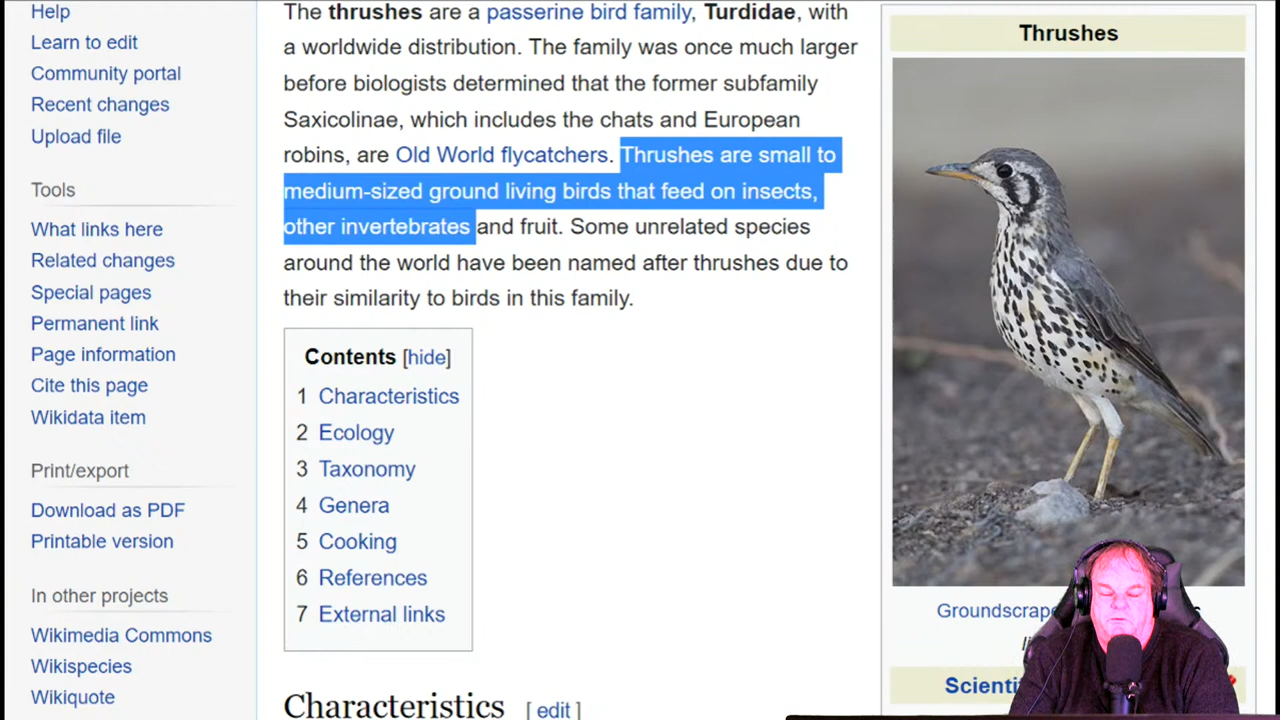 Help
Learn to edit
Community portal
Recent changes
Upload file
Tools
What links here
Related changes
Special pages
Permanent link
Page information
Cite this page
Wikidata item
Print/export
Download as PDF
Printable version
In other projects
Wikimedia Commons
Wikispecies
Wikiquote
The thrushes are a passerine bird family, Turdidae, with
a worldwide distribution. The family was once much larger
before biologists determined that the former subfamily
Saxicolinae, which includes the chats and European
robins, are Old World flycatchers. Thrushes are small to
medium-sized ground living birds that feed on insects,
other invertebrates and fruit. Some unrelated species
around the world have been named after thrushes due to
their similarity to birds in this family.
Contents [hide]
1 Characteristics
2 Ecology
3 Taxonomy
4 Genera
5 Cooking
6 References
7 External links
Characteristics [ edit ]
Thrushes